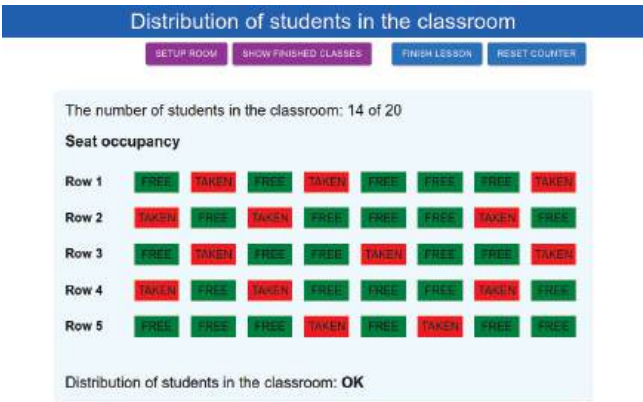 Distribution of students in the classroom
SETUP ROOM SHOW FINISHED CLASSES FINISH LESSON RESET COUNTER
The number of students in the classroom: 14 of 20
Seat occupancy
Row 1 FREE TAKEN FREE TAKEN FREE FREE FREE TAKEN
Row 2 TAKEN FREE TAKEN FREE FREE FREE TAKEN FREE
Row 3 FREE TAKEN FREE FREE TAKEN FREE FREE TAKEN
Row 4 TAKEN FREE TAKEN FREE FREE FREE TAKEN FREE
Row 5 FREE FREE FREE TAKEN FREE TAKEN FREE FREE
Distribution of students in the classroom: OK